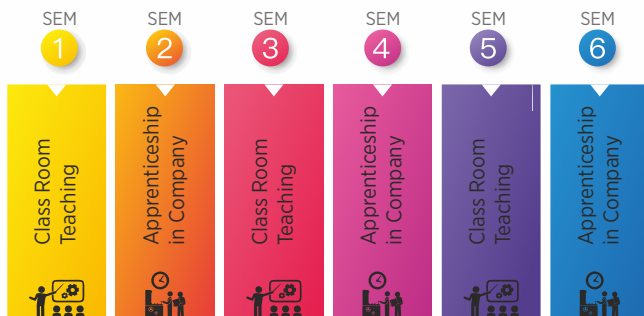 SEM
1
Class Room
Teaching
SEM
2
Apprenticeship
in Company
SEM
3
Class Room
Teaching
SEM
4
Apprenticeship
in Company
SEM
5
Class Room
Teaching
SEM
6
Apprenticeship
in Company